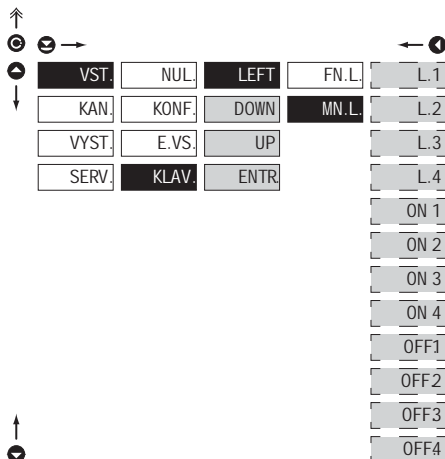 VST. NUL. LEFT FN.L. L.1
KAN. KONF. DOWN MN.L. L.2
VYST. E.VS. UP L.3
SERV. KLAV. ENTR. L.4
ON 1
ON 2
ON 3
ON 4
OFF1
OFF2
OFF3
OFF4